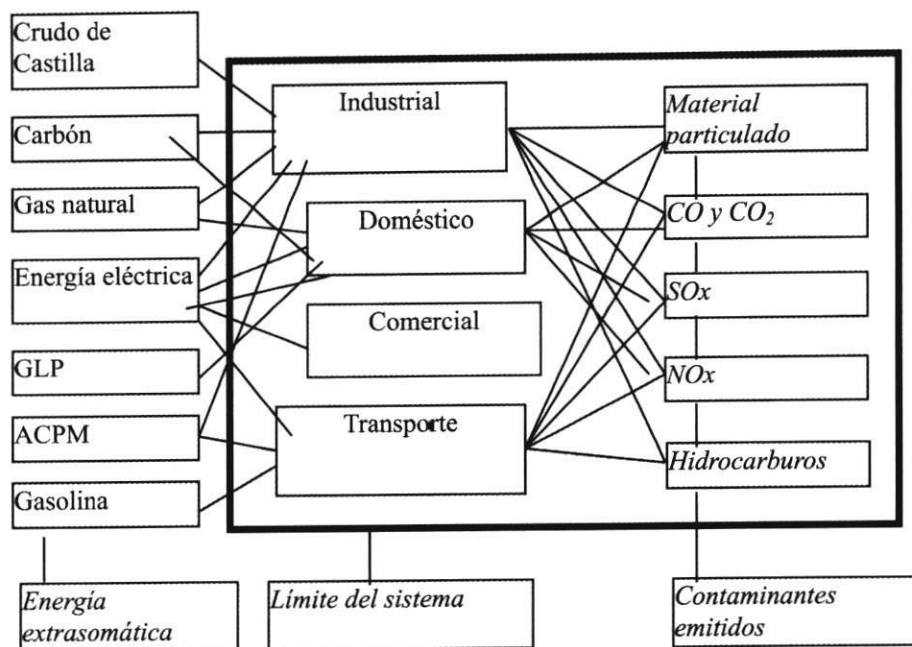 Crudo de
Castilla
Carbón
Gas natural
Energía eléctrica
GLP
ACPM
Gasolina
Industrial
Doméstico
Comercial
Transporte
Material
particulado
CO y CO₂
SOx
NOx
Hidrocarburos
Energía
extrasomática
Límite del sistema
Contaminantes
emitidos